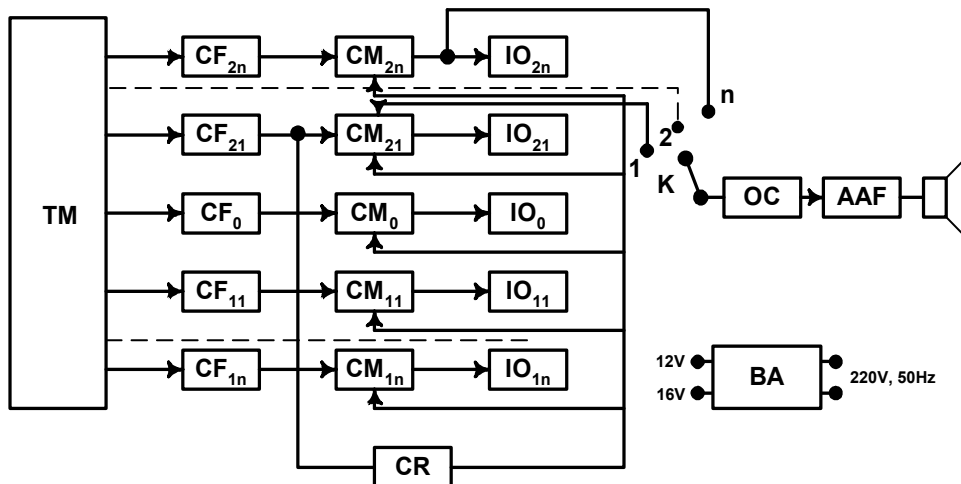 TM
CF2n CM2n IO2n
n
CF21 CM21 IO21
2
1
K
OC AAF
CF0 CM0 IO0
CF11 CM11 IO11
CF1n CM1n IO1n
12V
16V
BA
220V, 50Hz
CR